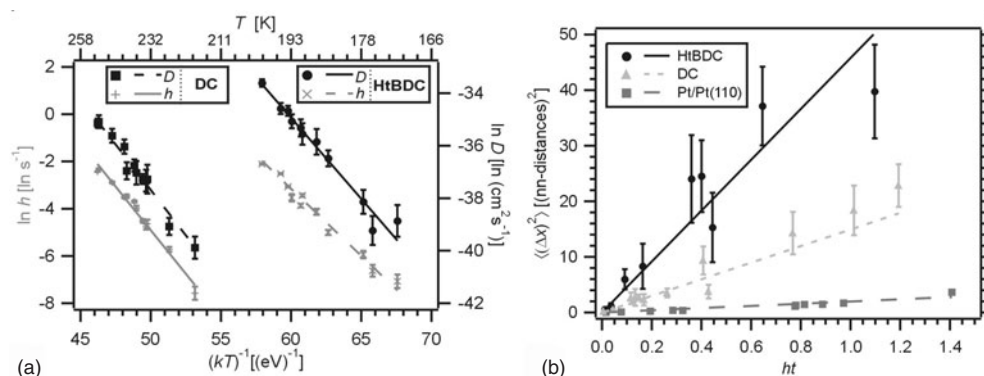 T [K]
258 232 211 193 178 166
D DC
h
D HtBDC
h
ln h [ln s⁻¹]
2
0
-2
-4
-6
-8
ln D [ln (cm²s⁻¹)]
-34
-36
-38
-40
-42
45 50 55 60 65 70
(kT)⁻¹[(eV)⁻¹]
(a)
⟨(Δx)²⟩ [(nn-distances)²]
50
40
30
20
10
0
HtBDC
DC
Pt/Pt(110)
0.0 0.2 0.4 0.6 0.8 1.0 1.2 1.4
ht
(b)